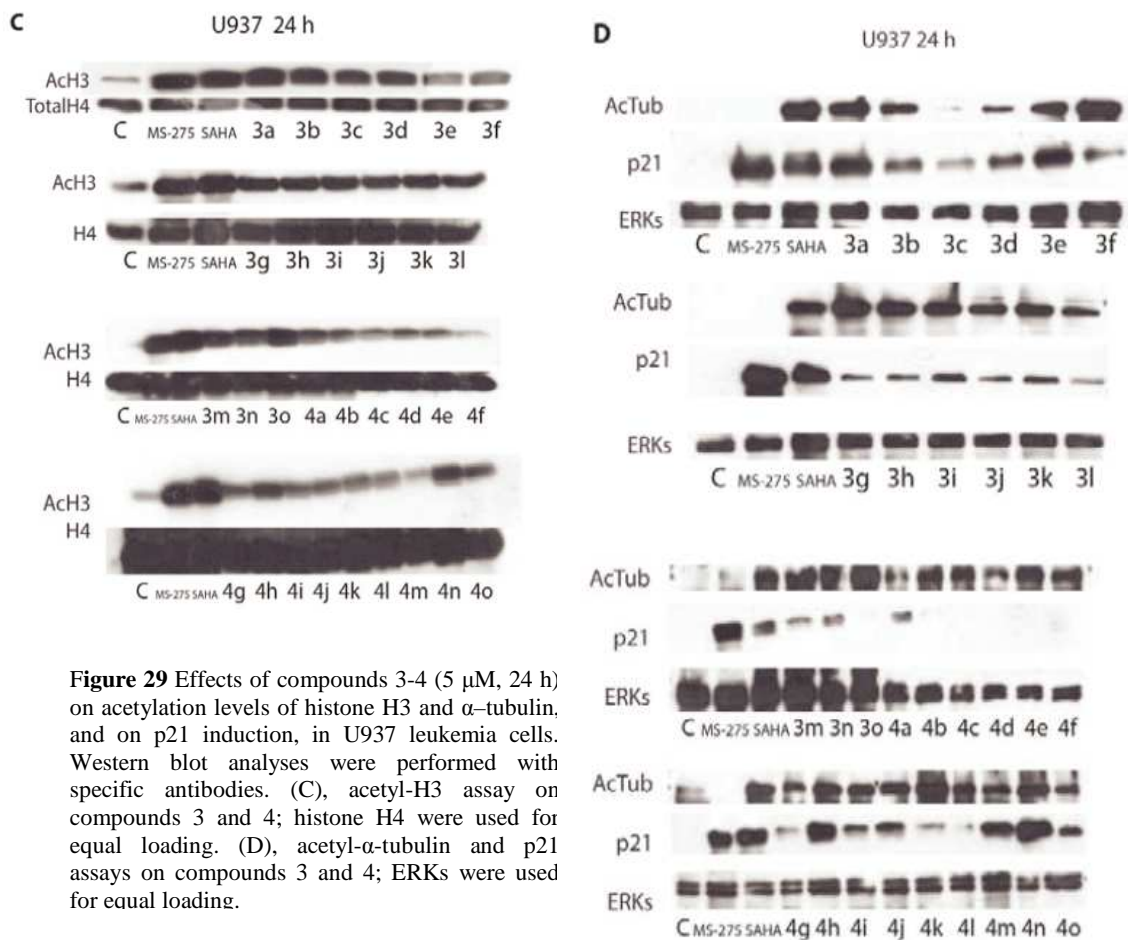 C
U937 24 h
AcH3
TotalH4
C MS-275 SAHA 3a 3b 3c 3d 3e 3f
AcH3
H4
C MS-275 SAHA 3g 3h 3i 3j 3k 3l
AcH3
H4
C MS-275 SAHA 3m 3n 3o 4a 4b 4c 4d 4e 4f
AcH3
H4
C MS-275 SAHA 4g 4h 4i 4j 4k 4l 4m 4n 4o
Figure 29 Effects of compounds 3-4 (5 μM, 24 h)
on acetylation levels of histone H3 and α–tubulin,
and on p21 induction, in U937 leukemia cells.
Western blot analyses were performed with
specific antibodies. (C), acetyl-H3 assay on
compounds 3 and 4; histone H4 were used for
equal loading. (D), acetyl-α-tubulin and p21
assays on compounds 3 and 4; ERKs were used
for equal loading.
D
U937 24 h
AcTub
p21
ERKs
C MS-275 SAHA 3a 3b 3c 3d 3e 3f
AcTub
p21
ERKs
C MS-275 SAHA 3g 3h 3i 3j 3k 3l
AcTub
p21
ERKs
C MS-275 SAHA 3m 3n 3o 4a 4b 4c 4d 4e 4f
AcTub
p21
ERKs
C MS-275 SAHA 4g 4h 4i 4j 4k 4l 4m 4n 4o